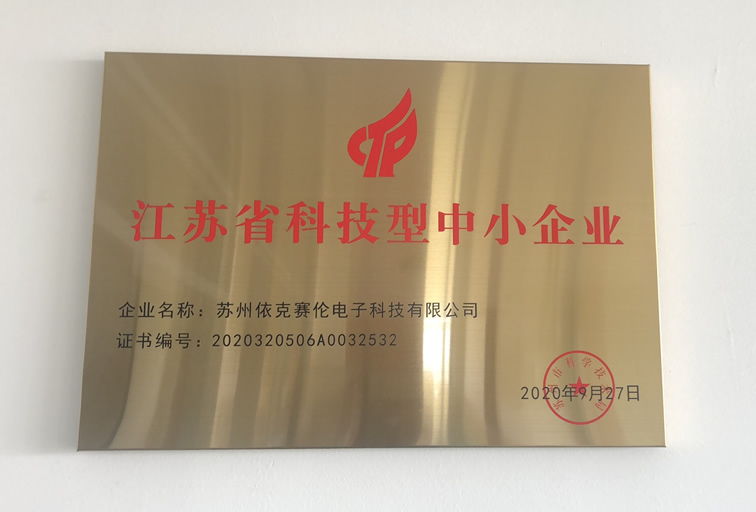 CTP
江苏省科技型中小企业
企业名称：苏州依克赛伦电子科技有限公司
证书编号：2020320506A0032532
2020年9月27日